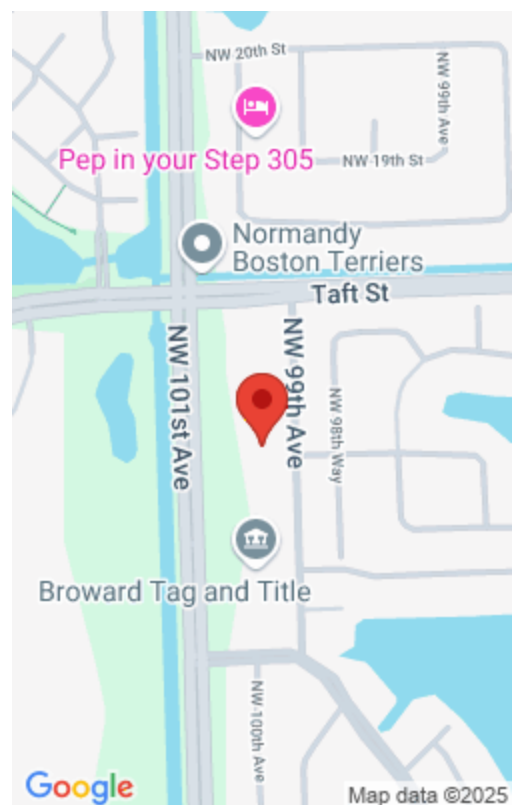 NW 20th St
NW 99th Ave
Pep in your Step 305
NW 19th St
Normandy
Boston Terriers
Taft St
NW 101st Ave
NW 99th Ave
NW 98th Way
Broward Tag and Title
NW 100th Ave
Google
Map data ©2025